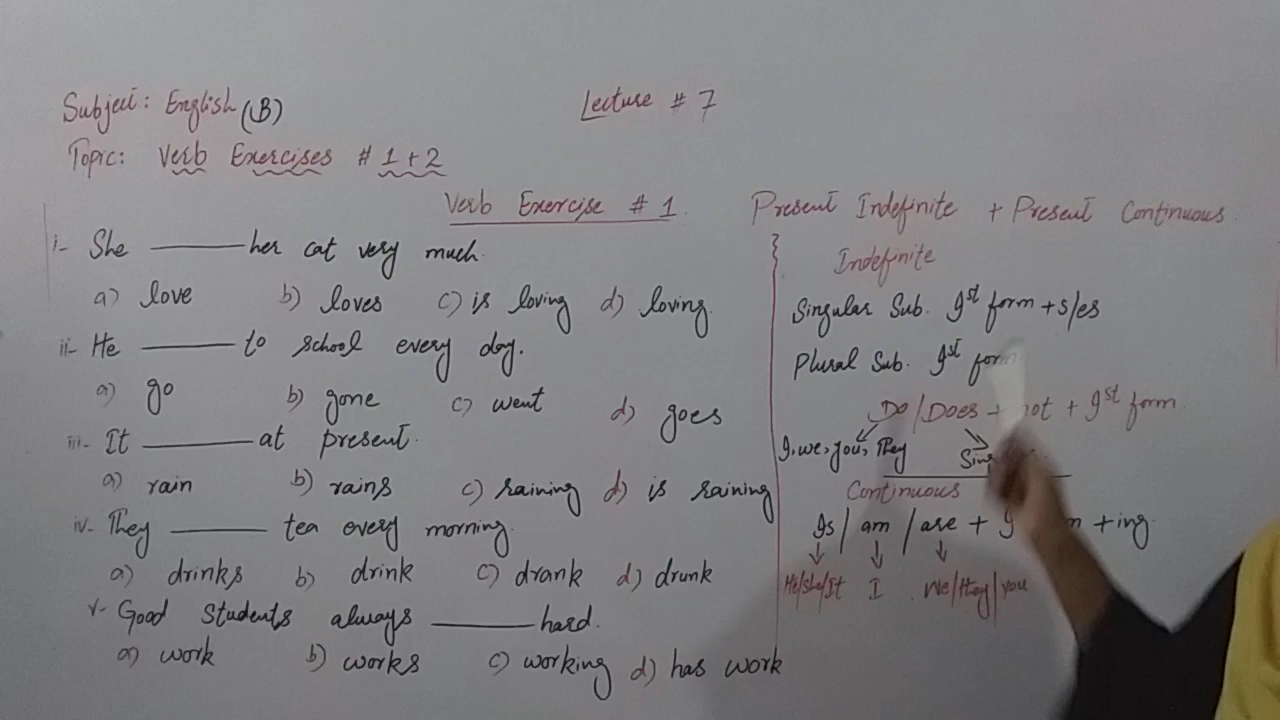 Subject: English (B)
Lecture # 7
Topic: Verb Exercises # 1 + 2
Verb Exercise # 1.
i- She ______ her cat very much.
a) love b) loves c) is loving d) loving.
ii- He ______ to school every day.
a) go b) gone c) went d) goes
iii- It ______ at present.
a) rain b) rains c) raining d) is raining
iv- They ______ tea every morning.
a) drinks b) drink c) drank d) drunk
v- Good Students always ______ hard.
a) work b) works c) working d) has work
Present Indefinite + Present Continuous
Indefinite
Singular Sub. Ist form + s/es
Plural Sub. Ist form
Do/Does + not + Ist form
I, we, you, They
Continuous
Is / am / are + + ing
He/She/It I We/they/you